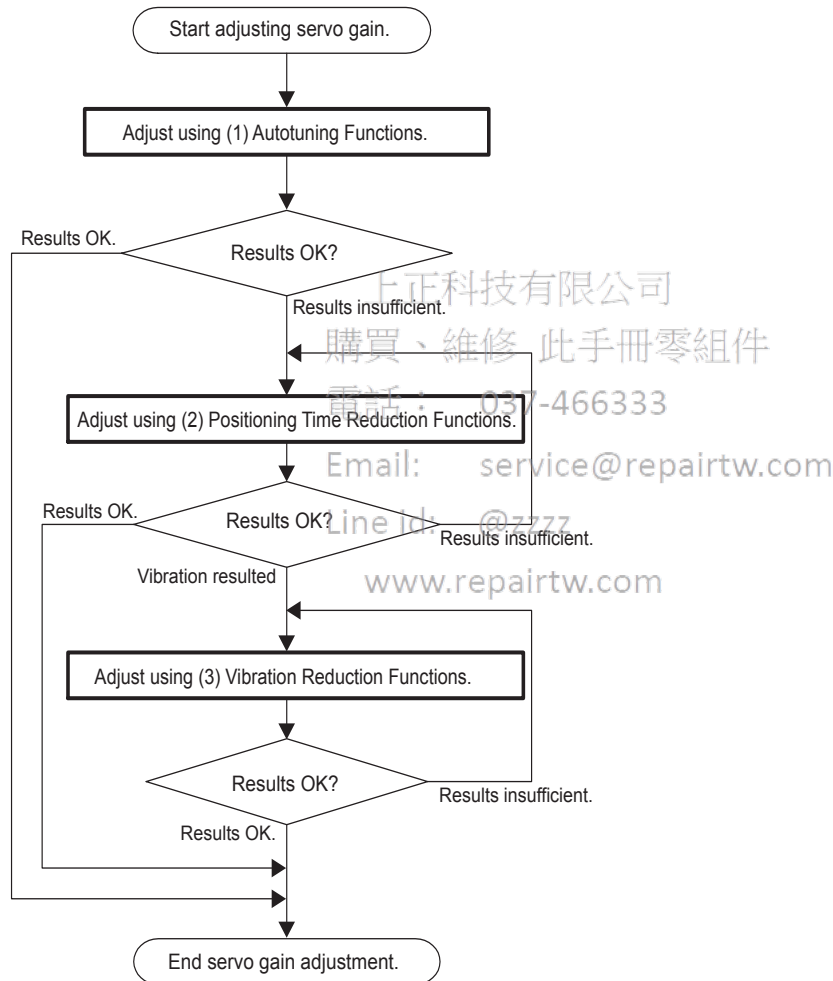 Start adjusting servo gain.
Adjust using (1) Autotuning Functions.
Results OK.
Results OK?
Results insufficient.
上正科技有限公司
購買、維修 此手冊零組件
電話： 037-466333
Adjust using (2) Positioning Time Reduction Functions.
Email: service@repairtw.com
Results OK.
Results OK?
Line id: @zzzz
Results insufficient.
Vibration resulted
www.repairtw.com
Adjust using (3) Vibration Reduction Functions.
Results OK?
Results insufficient.
Results OK.
End servo gain adjustment.